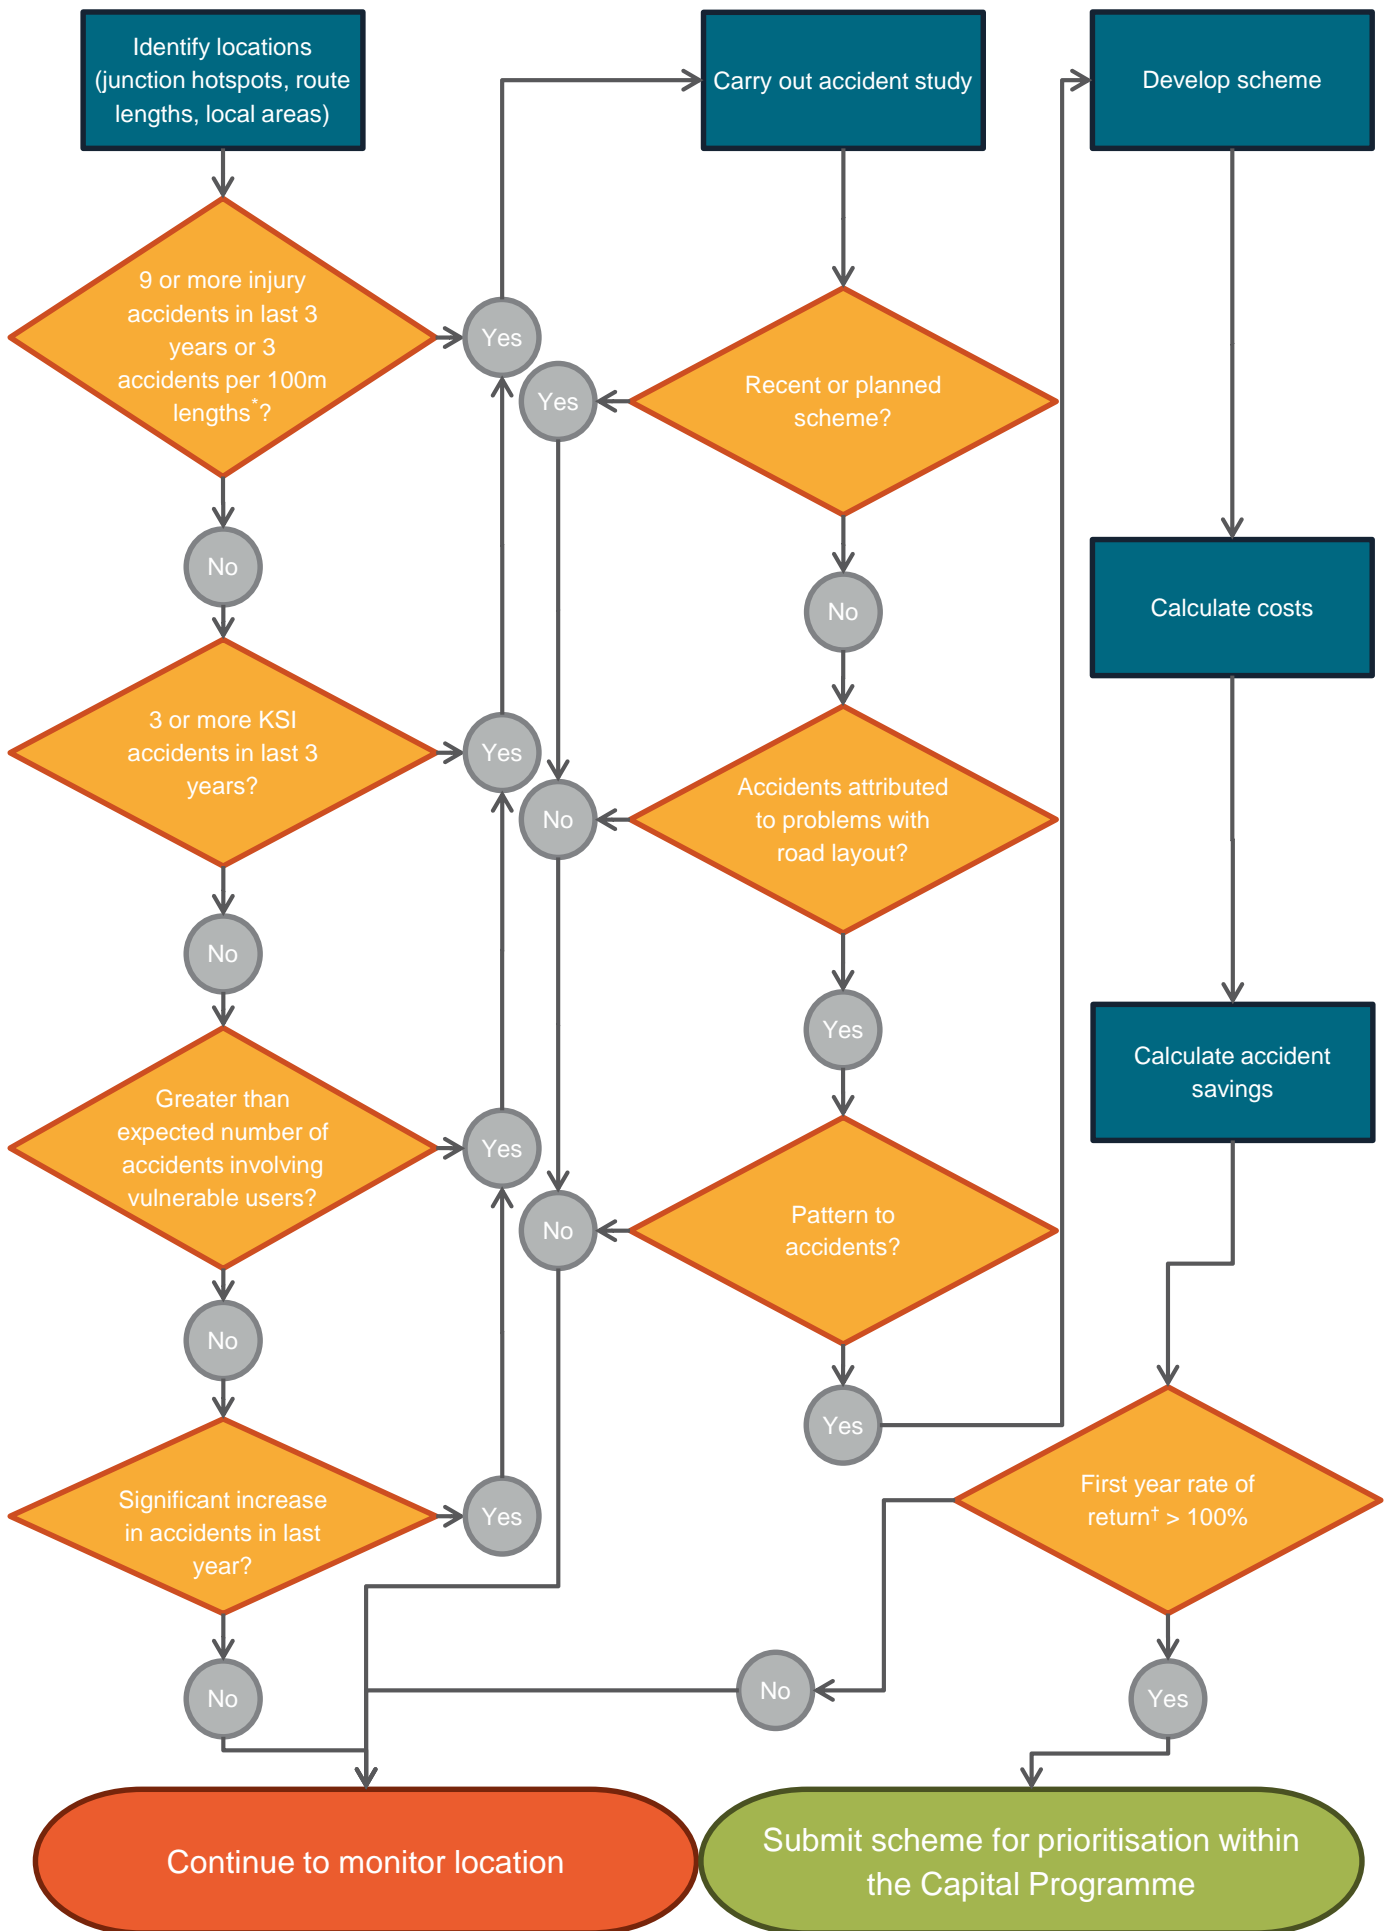 Identify locations
(junction hotspots, route
lengths, local areas)
9 or more injury
accidents in last 3
years or 3
accidents per 100m
lengths*?
Yes
No
3 or more KSI
accidents in last 3
years?
Yes
No
Greater than
expected number of
accidents involving
vulnerable users?
Yes
No
Significant increase
in accidents in last
year?
Yes
No
Carry out accident study
Recent or planned
scheme?
Yes
No
Accidents attributed
to problems with
road layout?
No
Yes
Pattern to
accidents?
No
Yes
Develop scheme
Calculate costs
Calculate accident
savings
First year rate of
return† > 100%
No
Yes
Continue to monitor location
Submit scheme for prioritisation within
the Capital Programme